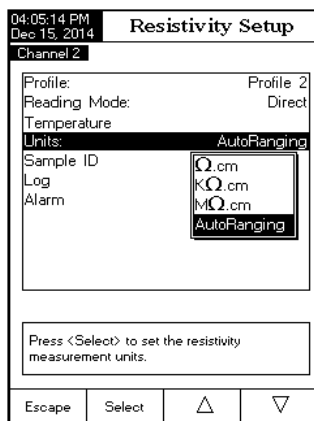 04:05:14 PM
Dec 15, 2014
Resistivity Setup
Channel 2
Profile: Profile 2
Reading Mode: Direct
Temperature
Units: AutoRanging
Sample ID
Log
Alarm
Ω.cm
KΩ.cm
MΩ.cm
AutoRanging
Press <Select> to set the resistivity
measurement units.
Escape Select △ ▽